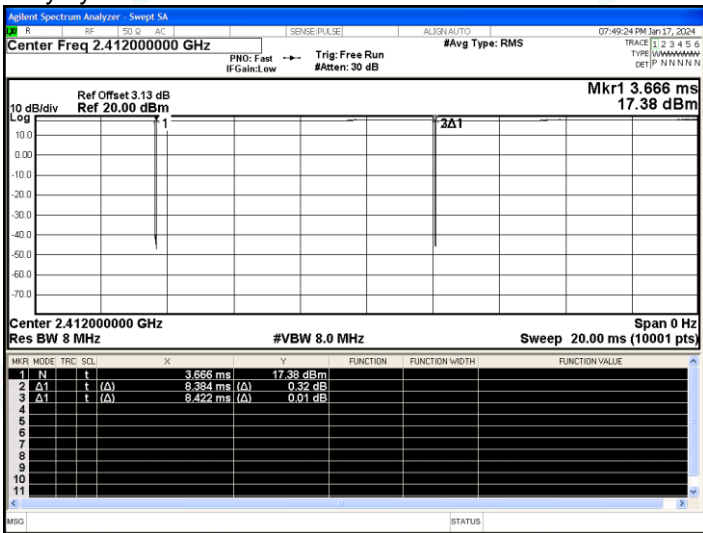 Agilent Spectrum Analyzer - Swept SA
R RF 50 Ω AC SENSE:PULSE ALIGN AUTO 07:49:24 PM Jan 17, 2024
Center Freq 2.412000000 GHz #Avg Type: RMS TRACE 1 2 3 4 5 6
PNO: Fast Trig: Free Run TYPE
IFGain:Low #Atten: 30 dB DET P N N N N N
Mkr1 3.666 ms
Ref Offset 3.13 dB
10 dB/div Ref 20.00 dBm 17.38 dBm
Log
1 3Δ1
10.0
0.00
-10.0
-20.0
-30.0
-40.0
-50.0
-60.0
-70.0
Center 2.412000000 GHz Span 0 Hz
Res BW 8 MHz #VBW 8.0 MHz Sweep 20.00 ms (10001 pts)
MKR MODE TRC SCL X Y FUNCTION FUNCTION WIDTH FUNCTION VALUE
1 N t 3.666 ms 17.38 dBm
2 Δ1 t (Δ) 8.384 ms (Δ) 0.32 dB
3 Δ1 t (Δ) 8.422 ms (Δ) 0.01 dB
4
5
6
7
8
9
10
11
MSG STATUS